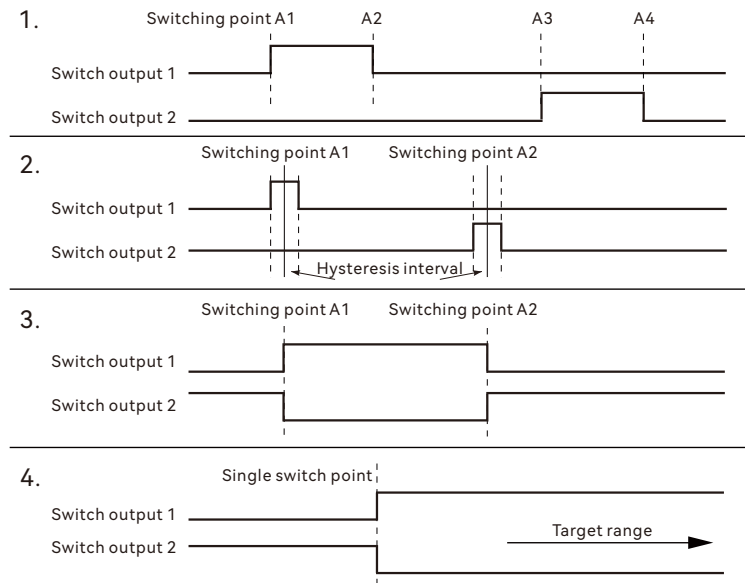 1.
Switching point A1 A2 A3 A4
Switch output 1
Switch output 2
2.
Switching point A1 Switching point A2
Switch output 1
Switch output 2
Hysteresis interval
3.
Switching point A1 Switching point A2
Switch output 1
Switch output 2
4.
Single switch point
Switch output 1
Target range
Switch output 2